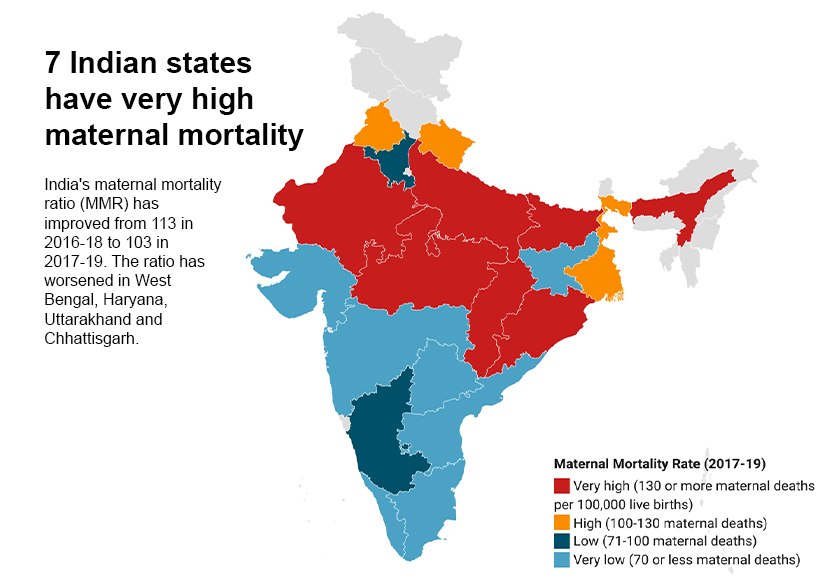 7 Indian states
have very high
maternal mortality
India's maternal mortality
ratio (MMR) has
improved from 113 in
2016-18 to 103 in
2017-19. The ratio has
worsened in West
Bengal, Haryana,
Uttarakhand and
Chhattisgarh.
Maternal Mortality Rate (2017-19)
Very high (130 or more maternal deaths
per 100,000 live births)
High (100-130 maternal deaths)
Low (71-100 maternal deaths)
Very low (70 or less maternal deaths)